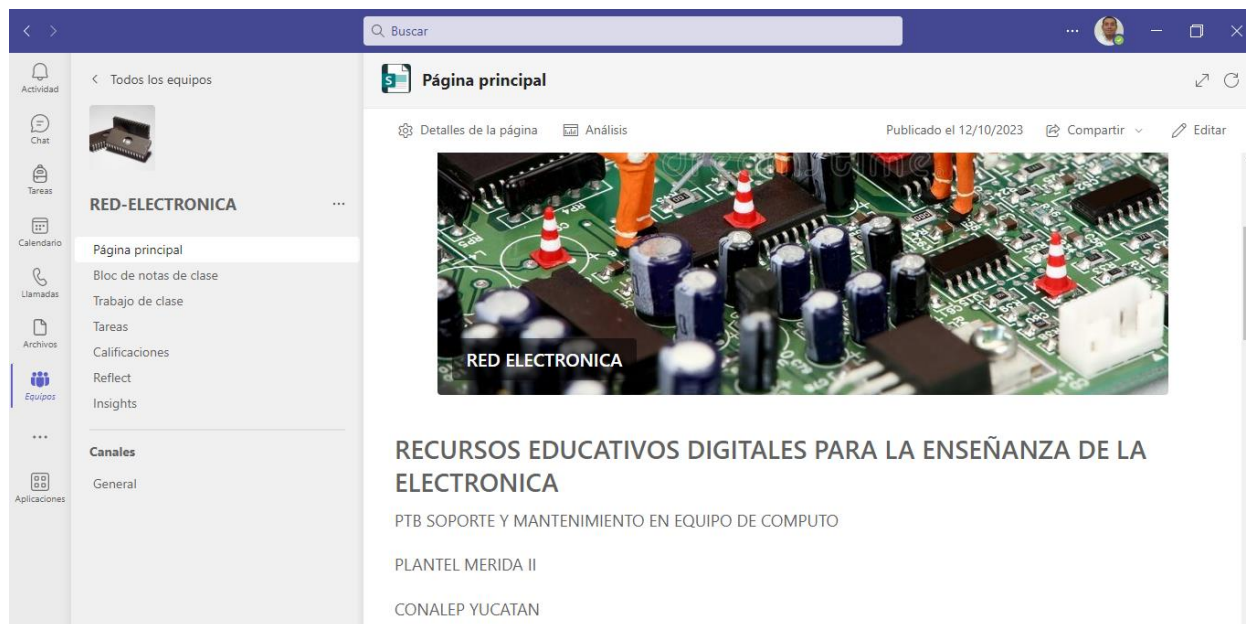 Buscar
Actividad
Chat
Tareas
Calendario
Llamadas
Archivos
Equipos
Aplicaciones
Todos los equipos
RED-ELECTRONICA
Página principal
Bloc de notas de clase
Trabajo de clase
Tareas
Calificaciones
Reflect
Insights
Canales
General
S Página principal
Detalles de la página Análisis Publicado el 12/10/2023 Compartir Editar
dreamstime
RED ELECTRONICA
RECURSOS EDUCATIVOS DIGITALES PARA LA ENSEÑANZA DE LA
ELECTRONICA
PTB SOPORTE Y MANTENIMIENTO EN EQUIPO DE COMPUTO
PLANTEL MERIDA II
CONALEP YUCATAN